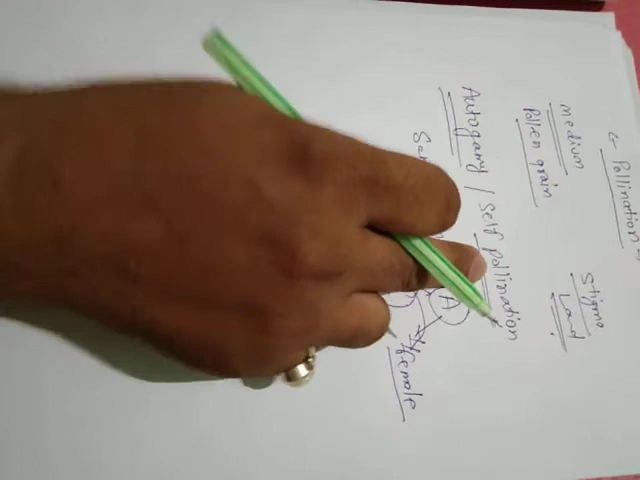 " Pollination "
medium Stigma
Pollen grain Land
Autogamy / Self Pollination
A
female